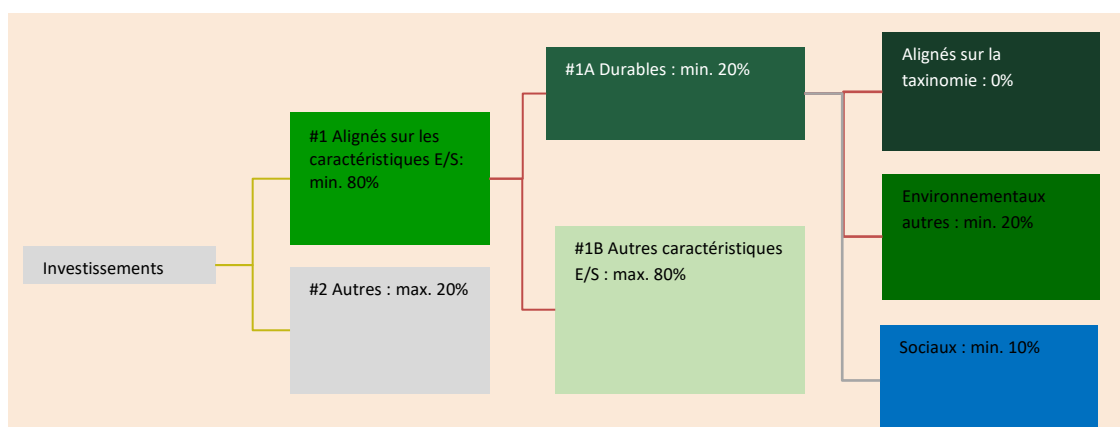 Investissements
#1 Alignés sur les
caractéristiques E/S:
min. 80%
#2 Autres : max. 20%
#1A Durables : min. 20%
#1B Autres caractéristiques
E/S : max. 80%
Alignés sur la
taxinomie : 0%
Environnementaux
autres : min. 20%
Sociaux : min. 10%